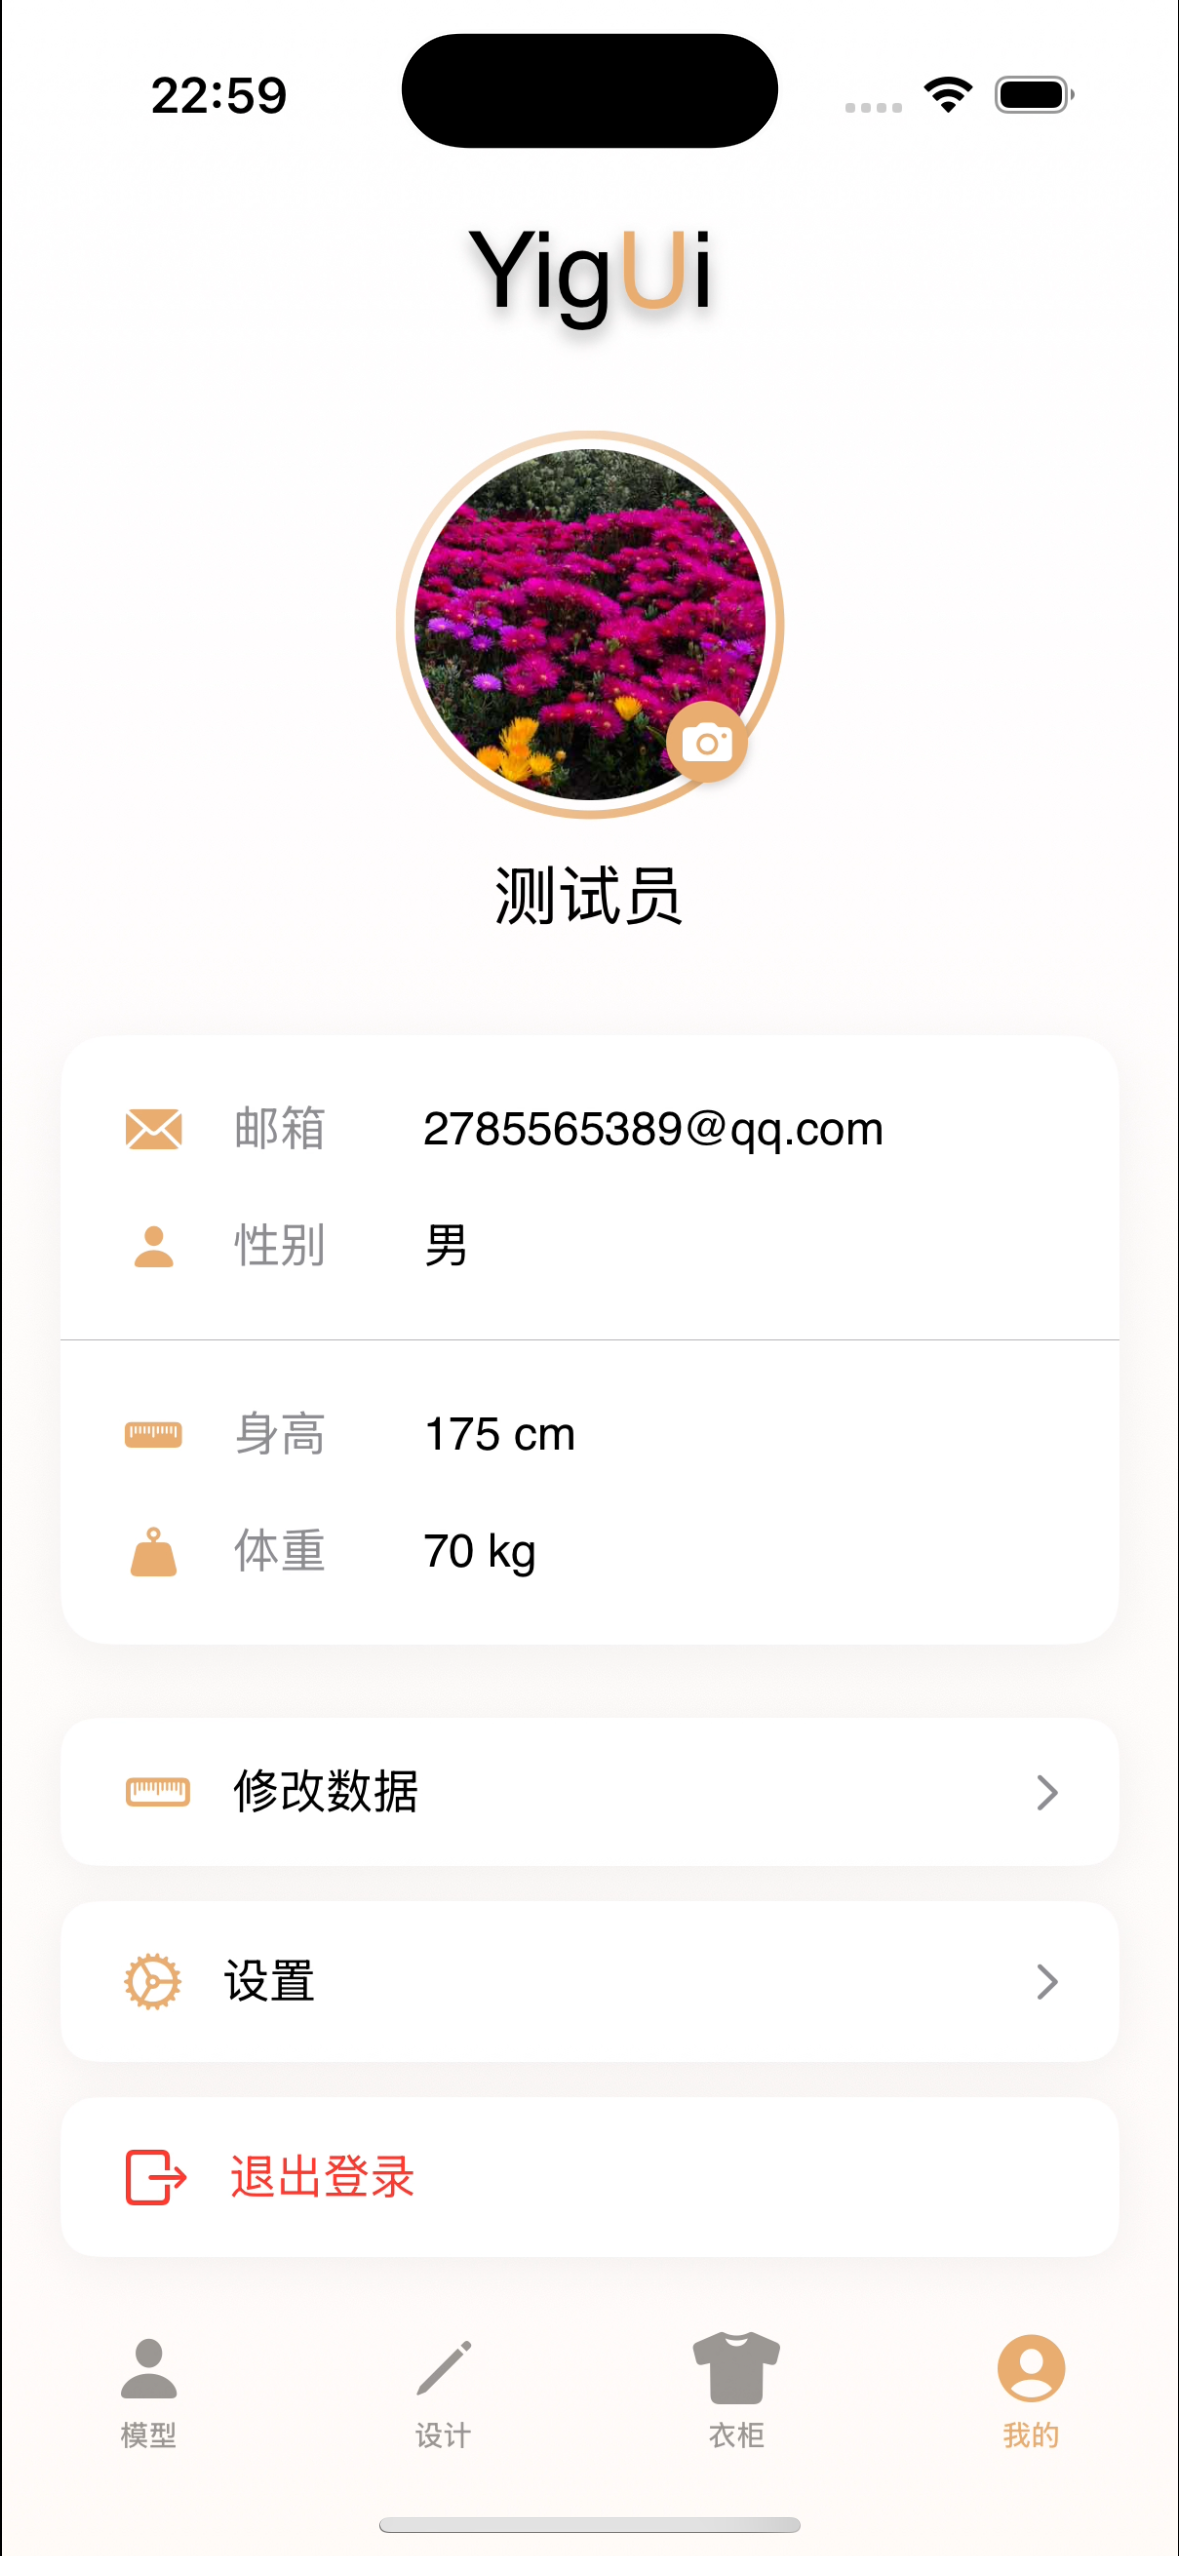 22:59
YigUi
测试员
邮箱 2785565389@qq.com
性别 男
身高 175 cm
体重 70 kg
修改数据
设置
退出登录
模型 设计 衣柜 我的